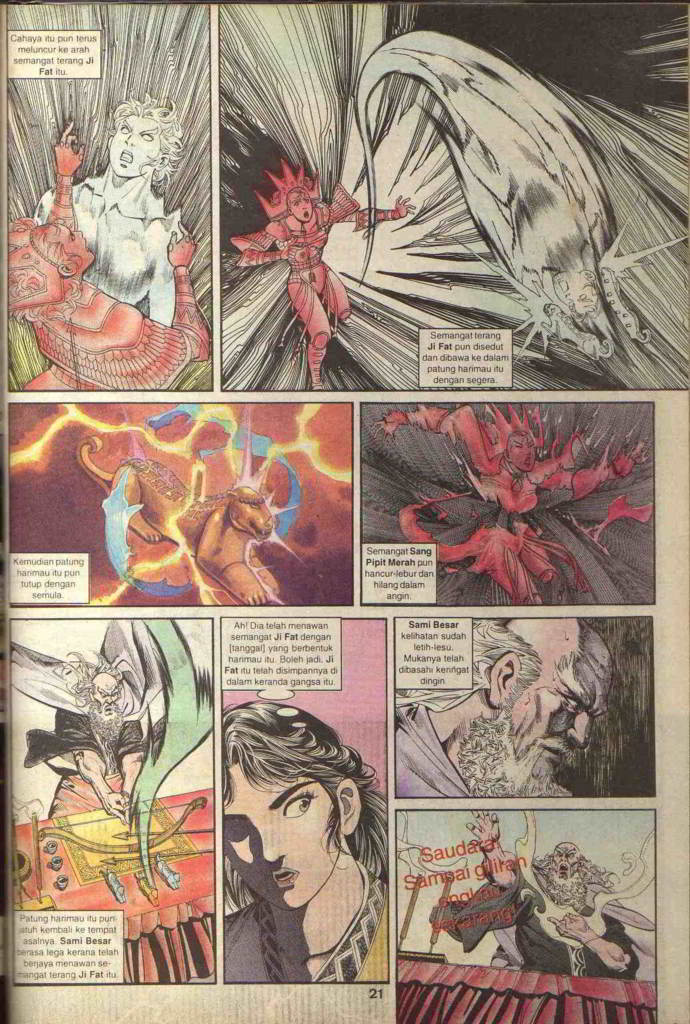 Cahaya itu pun terus
meluncur ke arah
semangat terang Ji
Fat itu.
Semangat terang
Ji Fat pun disedut
dan dibawa ke dalam
patung harimau itu
dengan segera.
Kemudian patung
harimau itu pun
tutup dengan
semula.
Semangat Sang
Pipit Merah pun
hancur-lebur dan
hilang dalam
angin.
Patung harimau itu pun
jatuh kembali ke tempat
asalnya. Sami Besar
berasa lega kerana telah
berjaya menawan se-
mangat terang Ji Fat itu.
Ah! Dia telah menawan
semangat Ji Fat dengan
[tanggal] yang berbentuk
harimau itu. Boleh jadi, Ji
Fat itu telah disimpannya di
dalam keranda gangsa itu.
Sami Besar
kelihatan sudah
letih-lesu.
Mukanya telah
dibasahi keringat
dingin.
Saudara!
Sampai giliran
engkau
sekarang!
21